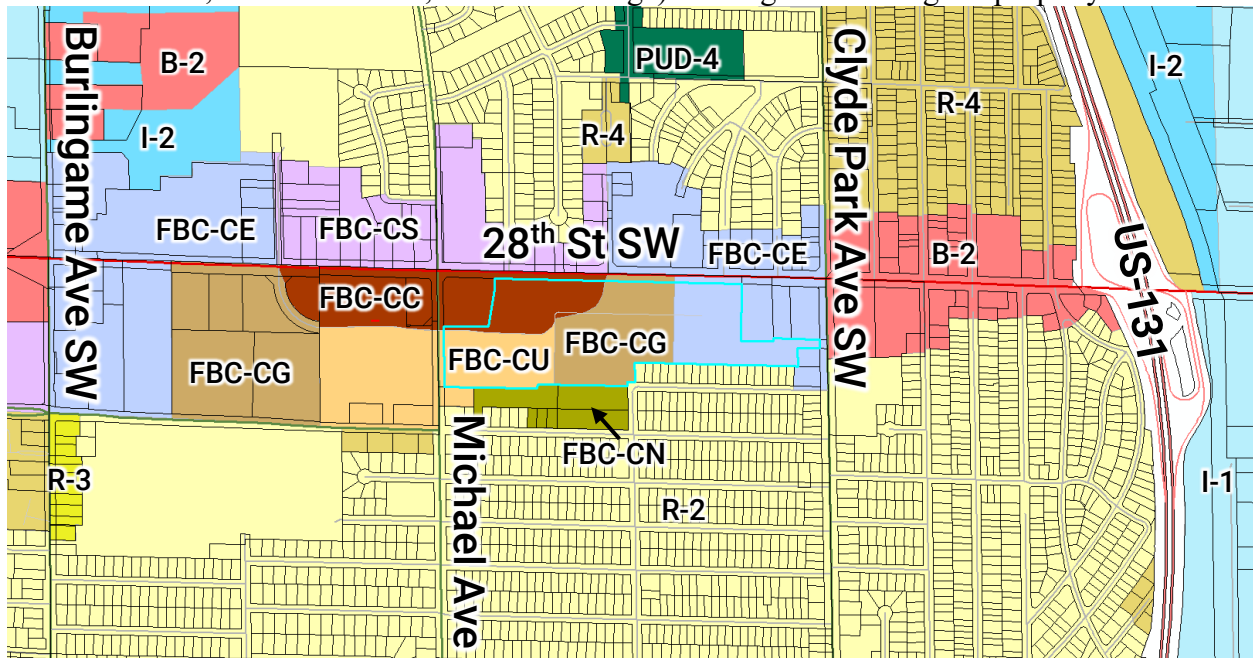 B-2
PUD-4
I-2
R-4
I-2
R-4
Burlingame Ave SW
Clyde Park Ave SW
FBC-CE
FBC-CS
28th St SW
FBC-CE
B-2
US-131
FBC-CC
FBC-CG
FBC-CU
FBC-CG
FBC-CN
Michael Ave
R-3
R-2
I-1